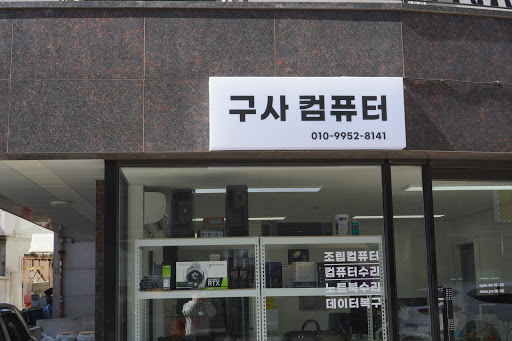 구사 컴퓨터
010-9952-8141
조립컴퓨터
컴퓨터수리
노트북수리
데이터복구
RTX